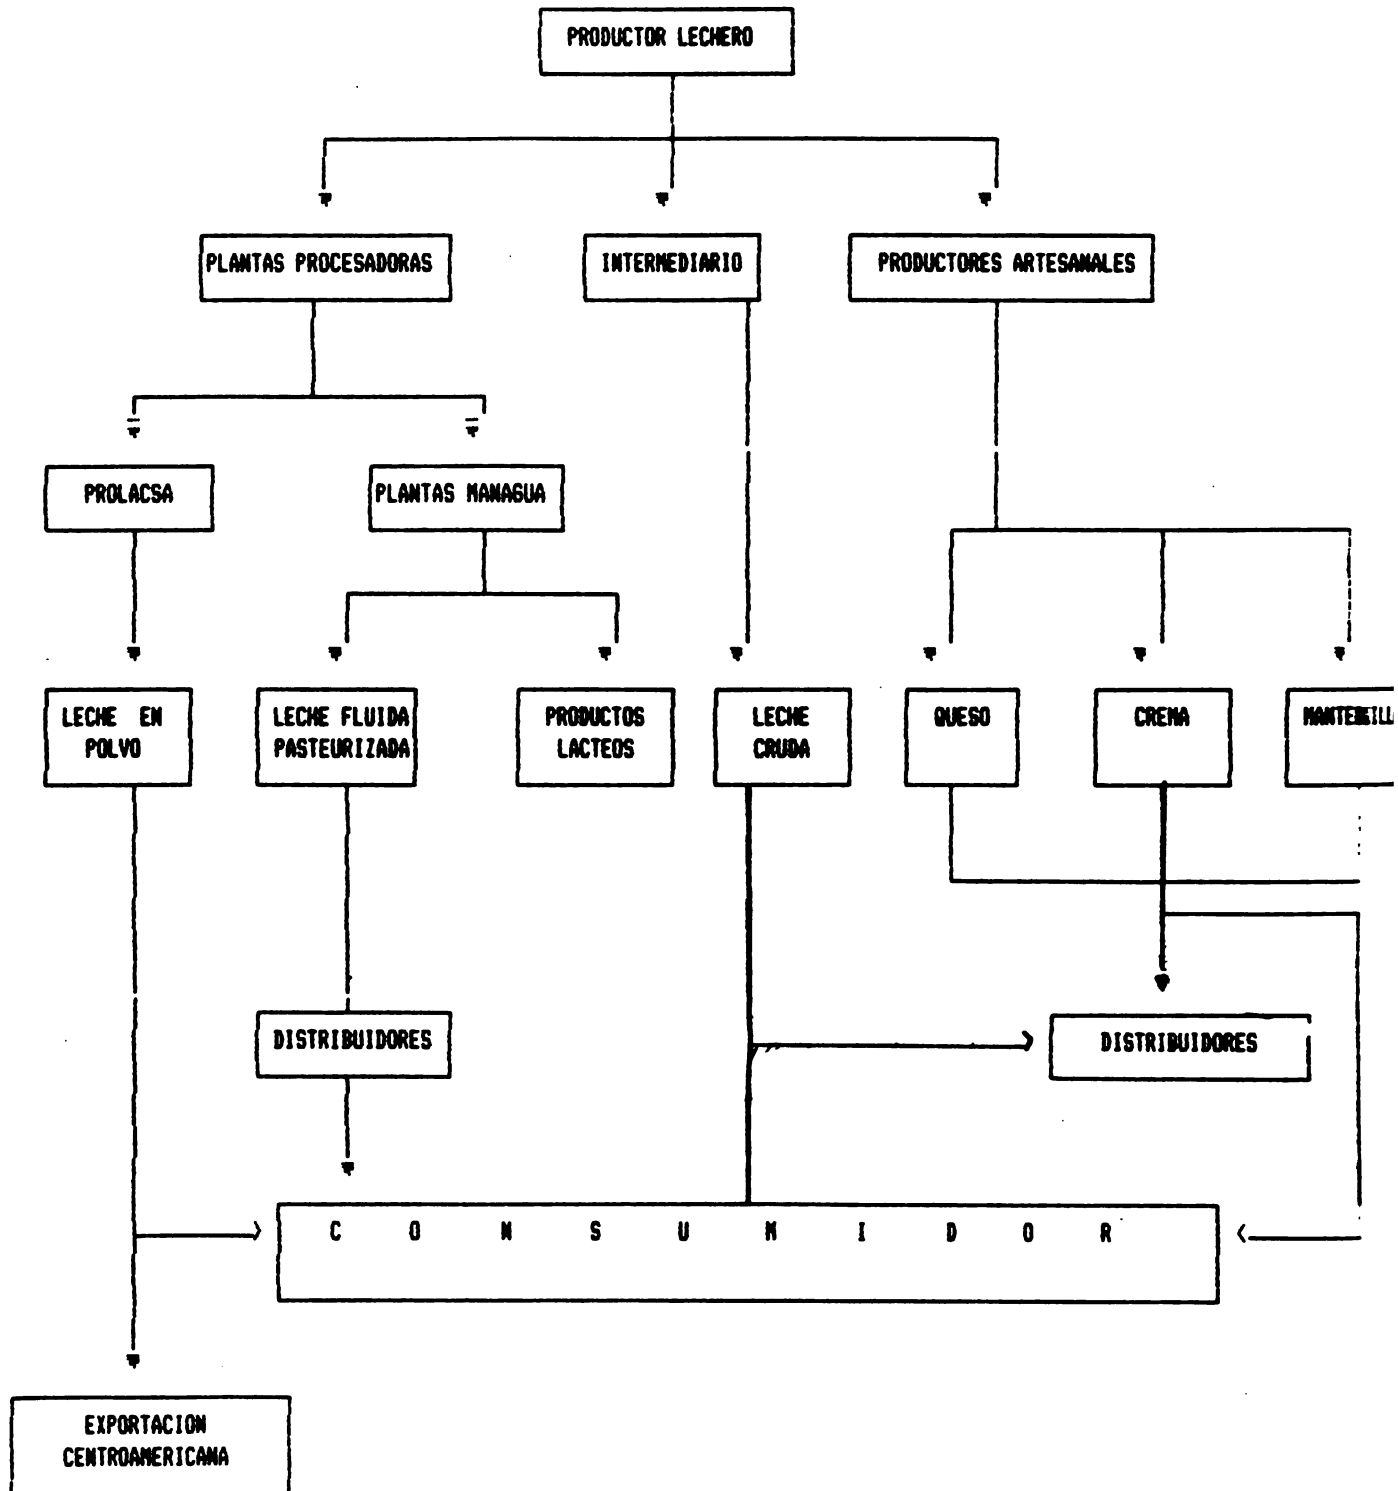 PRODUCTOR LECHERO
PLANTAS PROCESADORAS
INTERMEDIARIO
PRODUCTORES ARTESANALES
PROLACSA
PLANTAS MANAGUA
LECHE EN
POLVO
LECHE FLUIDA
PASTEURIZADA
PRODUCTOS
LACTEOS
LECHE
CRUDA
QUESO
CREMA
DISTRIBUIDORES
DISTRIBUIDORES
C O N S U M I D O R
EXPORTACION
CENTROAMERICANA